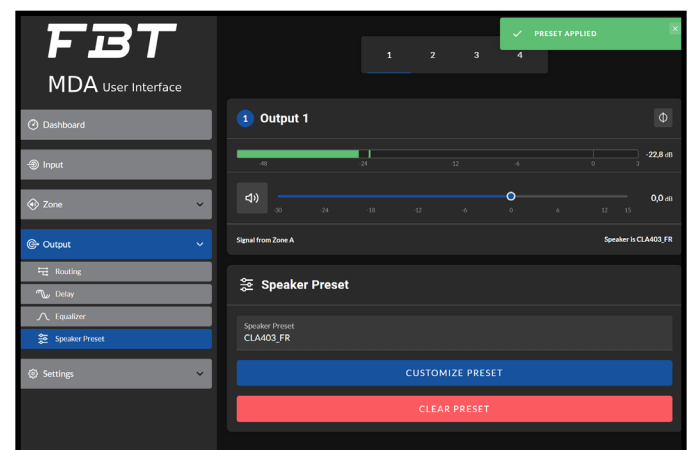 FBT
MDA User Interface
Dashboard
Input
Zone
Output
Routing
Delay
Equalizer
Speaker Preset
Settings
1 2 3 4
PRESET APPLIED
1 Output 1
-22,8 dB
-48 -24 -12 -6 0 3
0,0 dB
-30 -24 -18 -12 -6 0 6 12 15
Signal from Zone A Speaker is CLA403_FR
Speaker Preset
Speaker Preset
CLA403_FR
CUSTOMIZE PRESET
CLEAR PRESET